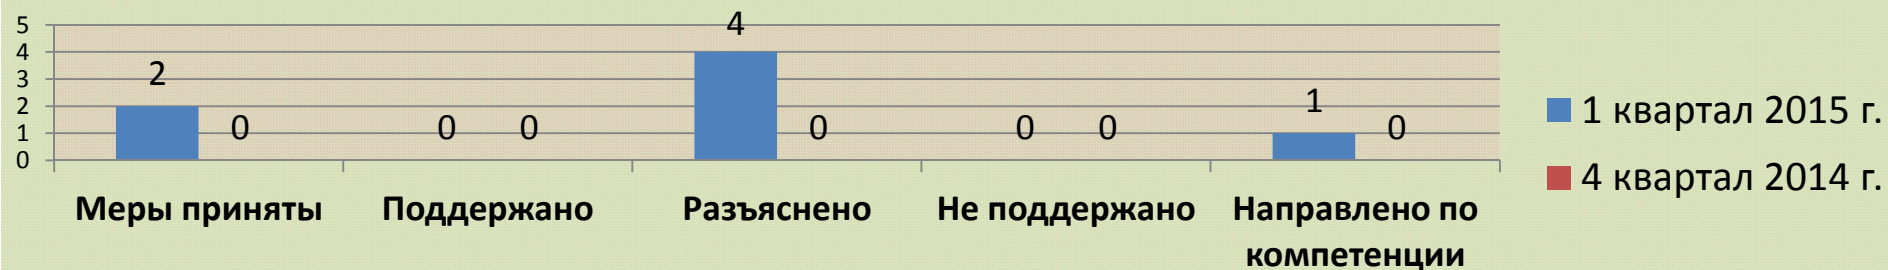 5
4
3
2
1
0
2
0
0
0
4
0
0
0
1
0
Меры приняты
Поддержано
Разъяснено
Не поддержано
Направлено по
компетенции
1 квартал 2015 г.
4 квартал 2014 г.